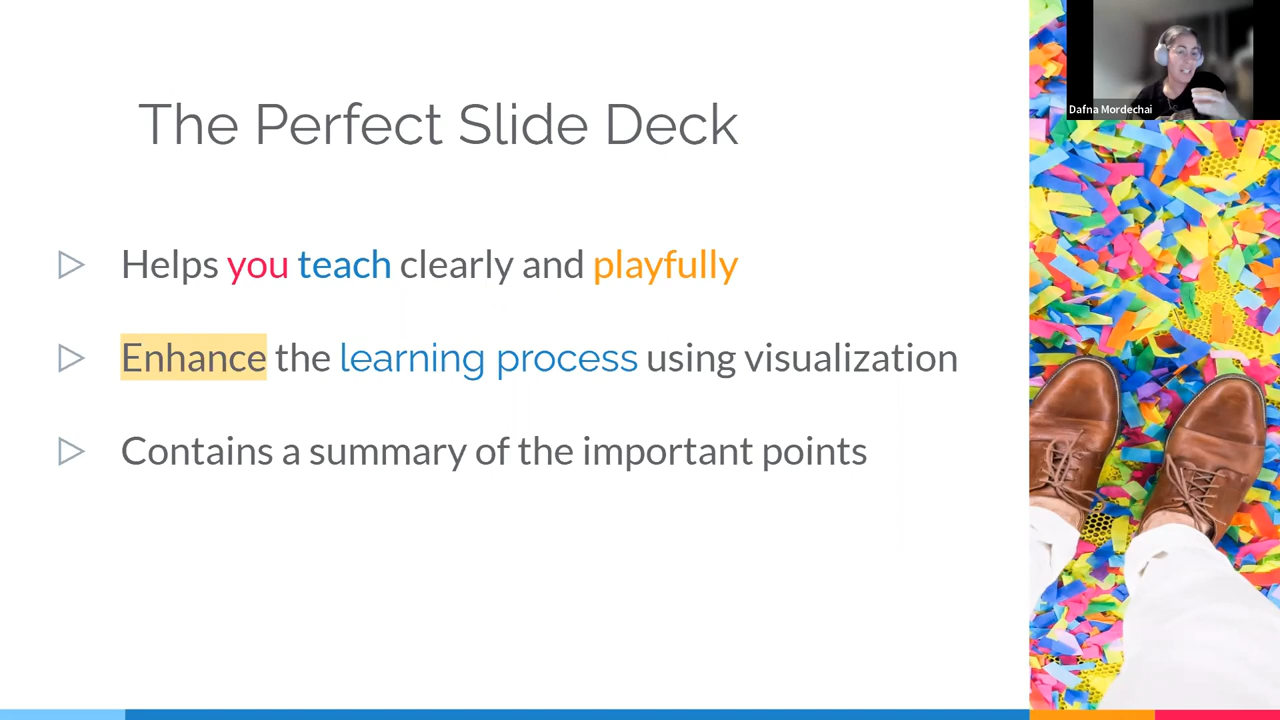 The Perfect Slide Deck
Helps you teach clearly and playfully
Enhance the learning process using visualization
Contains a summary of the important points
Dafna Mordechai